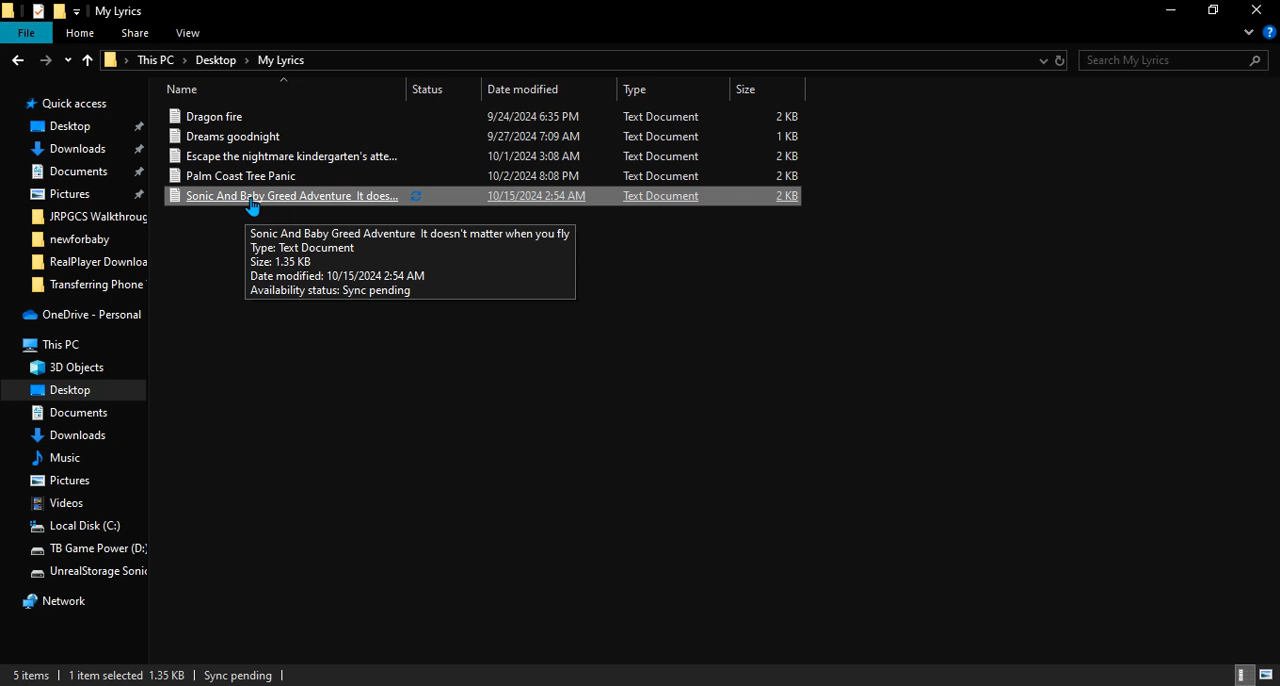 My Lyrics
File Home Share View
This PC Desktop My Lyrics Search My Lyrics
Name Status Date modified Type Size
Quick access
Desktop
Downloads
Documents
Pictures
JRPGCS Walkthroug
newforbaby
RealPlayer Downloa
Transferring Phone
OneDrive - Personal
This PC
3D Objects
Desktop
Documents
Downloads
Music
Pictures
Videos
Local Disk (C:)
TB Game Power (D:)
UnrealStorage Sonic
Network
Dragon fire 9/24/2024 6:35 PM Text Document 2 KB
Dreams goodnight 9/27/2024 7:09 AM Text Document 1 KB
Escape the nightmare kindergarten's atte... 10/1/2024 3:08 AM Text Document 2 KB
Palm Coast Tree Panic 10/2/2024 8:08 PM Text Document 2 KB
Sonic And Baby Greed Adventure It does... 10/15/2024 2:54 AM Text Document 2 KB
Sonic And Baby Greed Adventure It doesn't matter when you fly
Type: Text Document
Size: 1.35 KB
Date modified: 10/15/2024 2:54 AM
Availability status: Sync pending
5 items 1 item selected 1.35 KB Sync pending